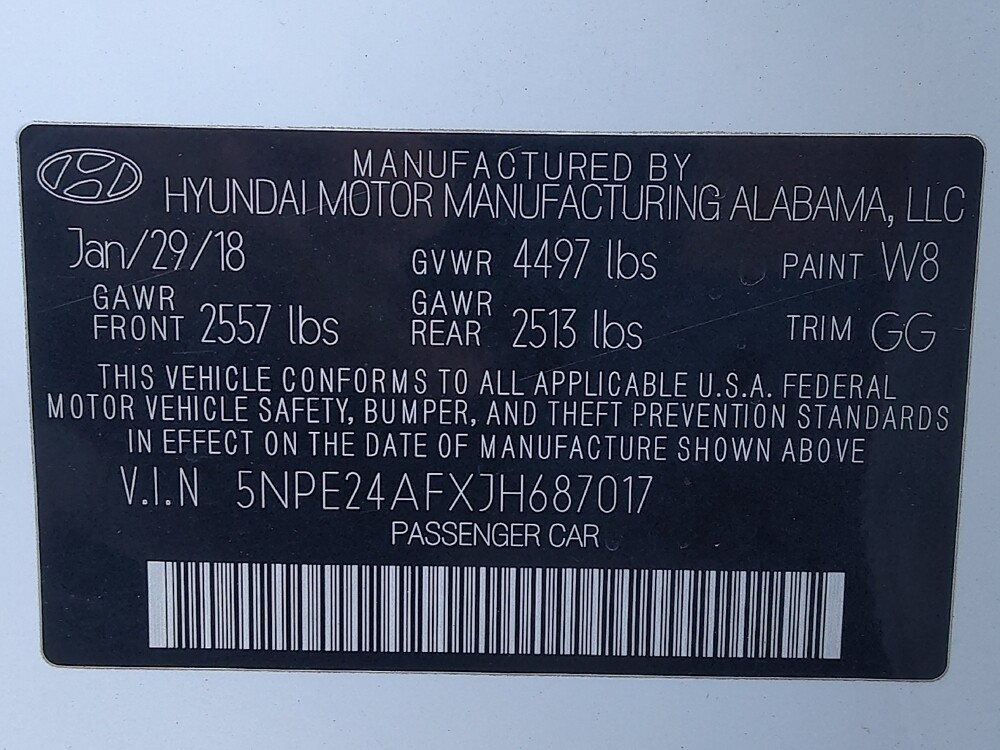 MANUFACTURED BY
HYUNDAI MOTOR MANUFACTURING ALABAMA, LLC
Jan/29/18 GVWR 4497 lbs PAINT W8
GAWR FRONT 2557 lbs GAWR REAR 2513 lbs TRIM GG
THIS VEHICLE CONFORMS TO ALL APPLICABLE U.S.A. FEDERAL
MOTOR VEHICLE SAFETY, BUMPER, AND THEFT PREVENTION STANDARDS
IN EFFECT ON THE DATE OF MANUFACTURE SHOWN ABOVE
V.I.N 5NPE24AFXJH687017
PASSENGER CAR